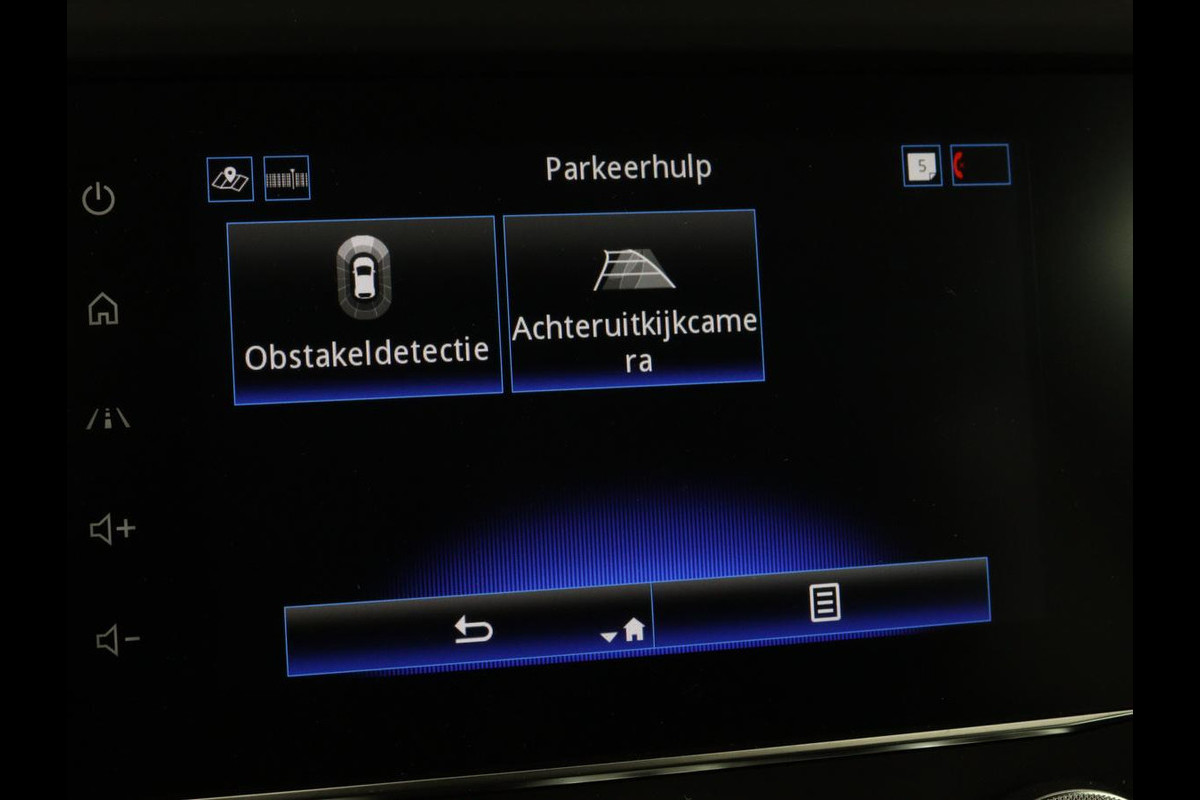 Parkeerhulp
5
Obstakeldetectie
Achteruitkijkcame
ra